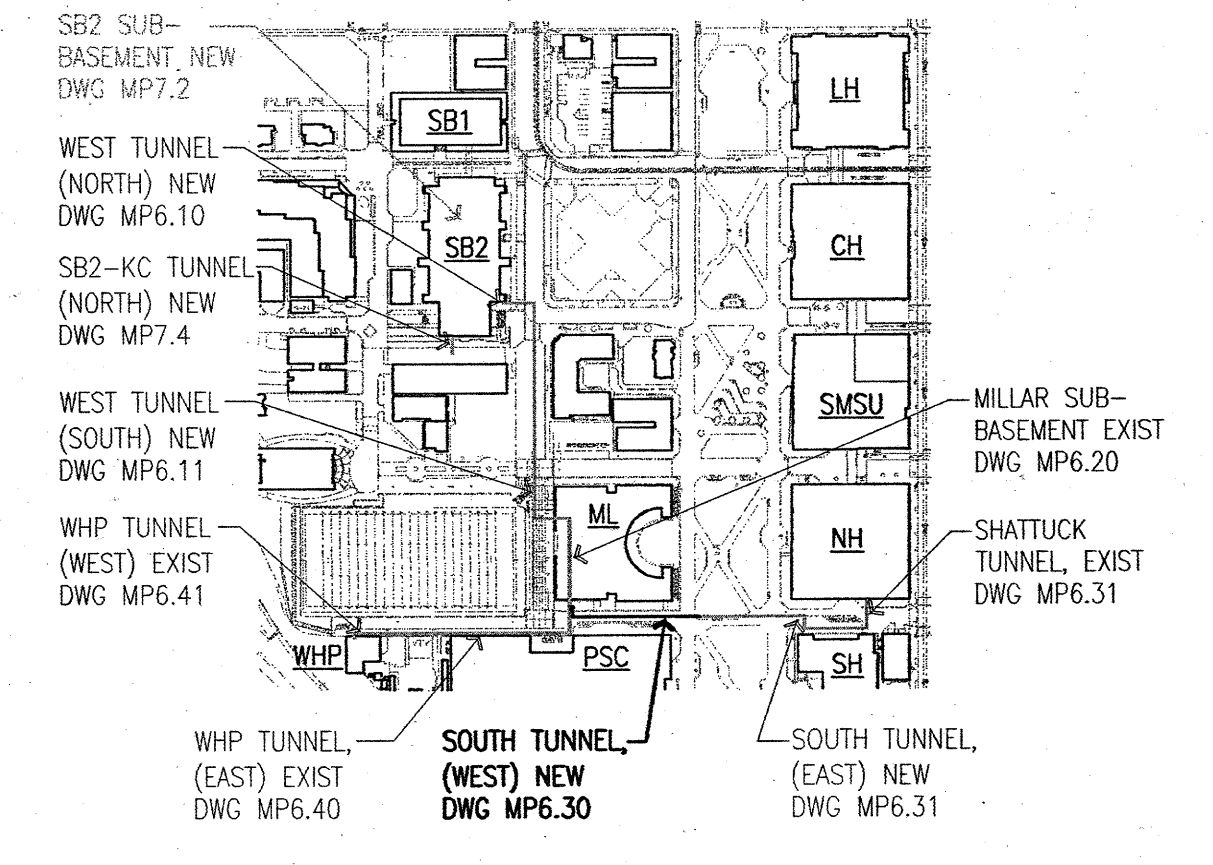 SB2 SUB-
BASEMENT NEW
DWG MP7.2
WEST TUNNEL
(NORTH) NEW
DWG MP6.10
SB2-KC TUNNEL
(NORTH) NEW
DWG MP7.4
WEST TUNNEL
(SOUTH) NEW
DWG MP6.11
WHP TUNNEL
(WEST) EXIST
DWG MP6.41
SB1
SB2
LH
CH
SMSU
ML
NH
WHP
PSC
SH
MILLAR SUB-
BASEMENT EXIST
DWG MP6.20
SHATTUCK
TUNNEL, EXIST
DWG MP6.31
WHP TUNNEL,
(EAST) EXIST
DWG MP6.40
SOUTH TUNNEL,
(WEST) NEW
DWG MP6.30
SOUTH TUNNEL,
(EAST) NEW
DWG MP6.31